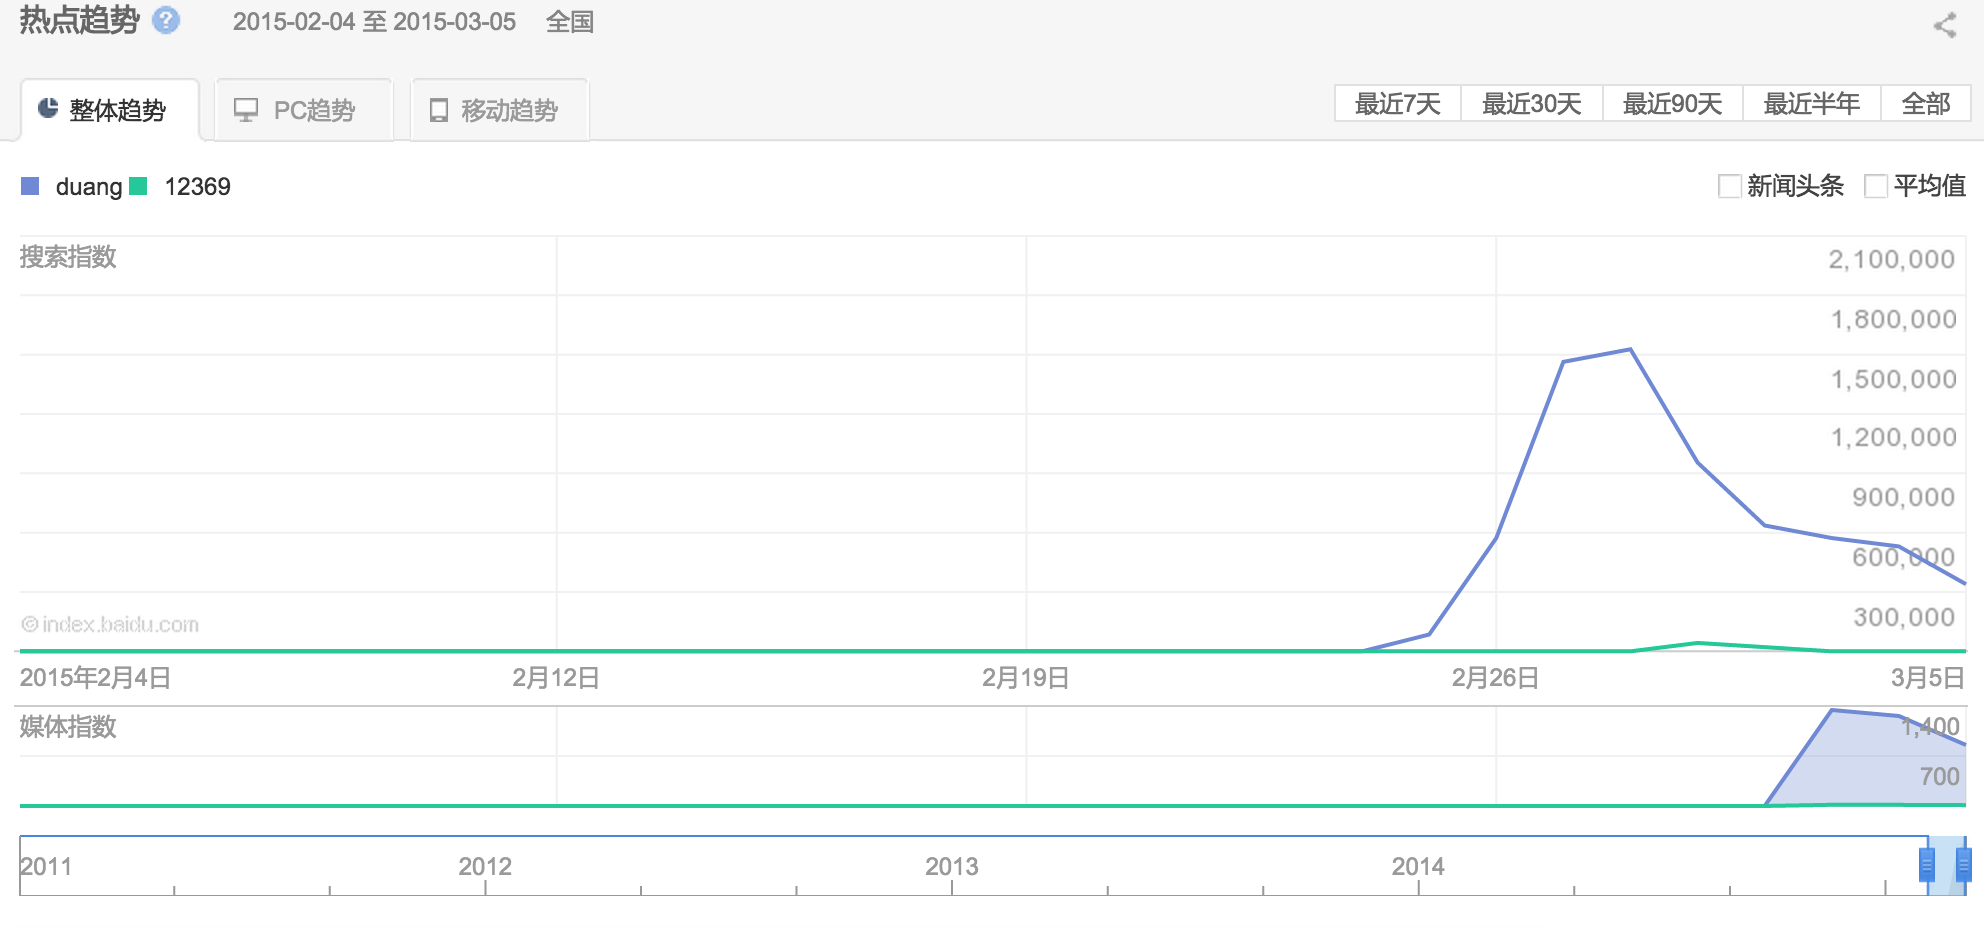 热点趋势 ? 2015-02-04 至 2015-03-05 全国
整体趋势 PC趋势 移动趋势 最近7天 最近30天 最近90天 最近半年 全部
duang 12369 新闻头条 平均值
搜索指数 2,100,000
1,800,000
1,500,000
1,200,000
900,000
600,000
300,000
© index.baidu.com
2015年2月4日 2月12日 2月19日 2月26日 3月5日
媒体指数 1,400
700
2011 2012 2013 2014